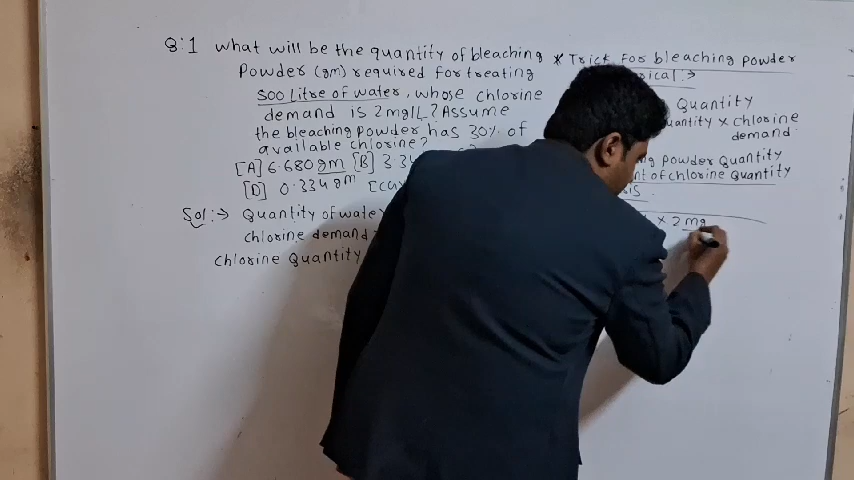 Q:1 What will be the quantity of bleaching
Powder (gm) required for treating
500 litre of water, whose chlorine
demand is 2mg/L? Assume
the bleaching powder has 30% of
available chlorine?
[A] 6.680 gm [B] 3.34
[D] 0.334 gm
Sol:→ Quantity of water
chlorine demand =
chlorine Quantity
* Trick For bleaching powder
ical:→
Quantity
uantity × chlorine
demand
ng powder Quantity
nt of chlorine Quantity
sis.
× 2 mg